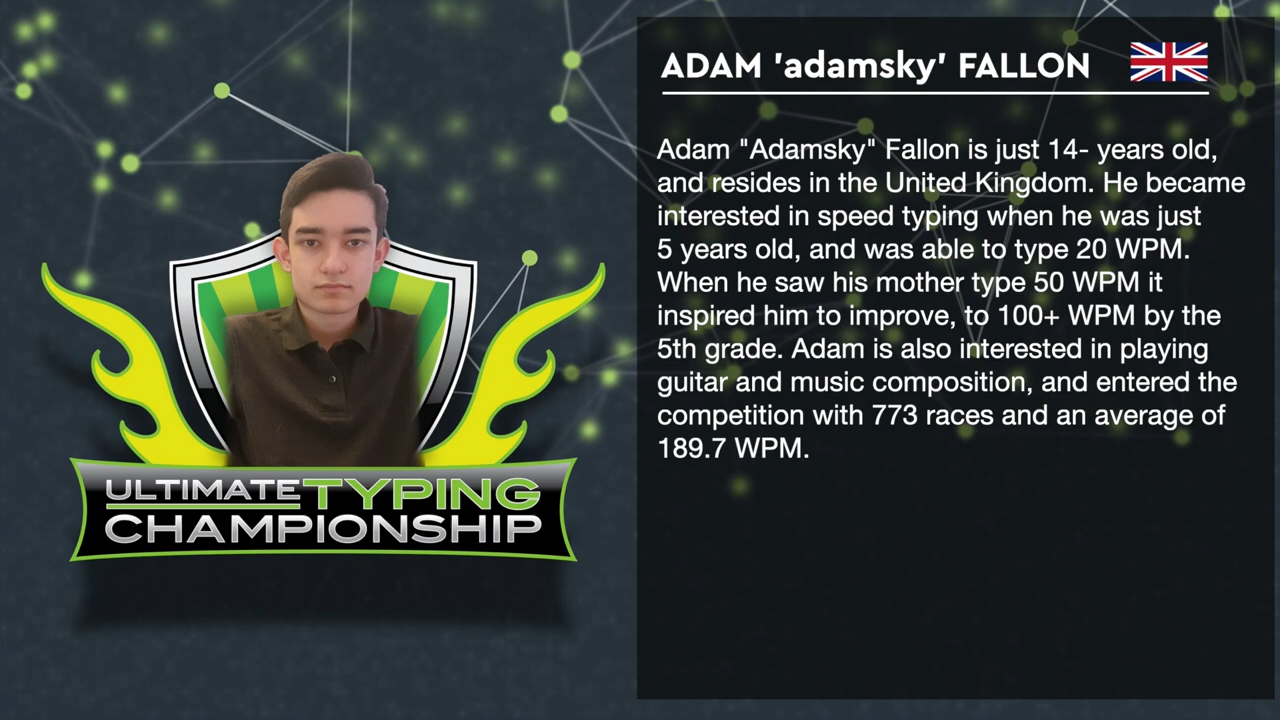 ADAM 'adamsky' FALLON
Adam "Adamsky" Fallon is just 14- years old,
and resides in the United Kingdom. He became
interested in speed typing when he was just
5 years old, and was able to type 20 WPM.
When he saw his mother type 50 WPM it
inspired him to improve, to 100+ WPM by the
5th grade. Adam is also interested in playing
guitar and music composition, and entered the
competition with 773 races and an average of
189.7 WPM.
ULTIMATE TYPING
CHAMPIONSHIP